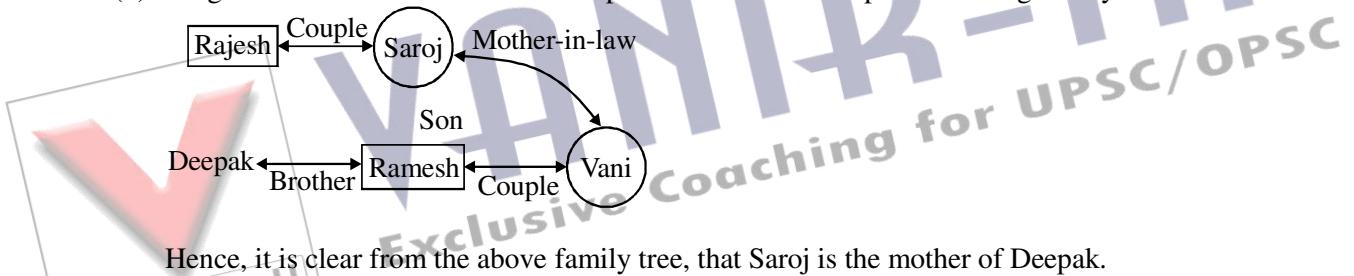 Couple
Rajesh
Saroj
Mother-in-law
Son
Deepak
Ramesh
Vani
Brother
Couple
Exclusive Coaching for UPSC/OPSC
Hence, it is clear from the above family tree, that Saroj is the mother of Deepak.